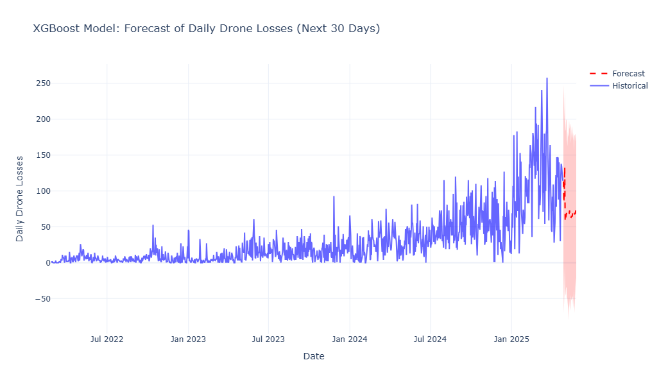 XGBoost Model: Forecast of Daily Drone Losses (Next 30 Days)
Forecast
Historical
250
200
150
100
50
0
−50
Daily Drone Losses
Jul 2022
Jan 2023
Jul 2023
Jan 2024
Jul 2024
Jan 2025
Date